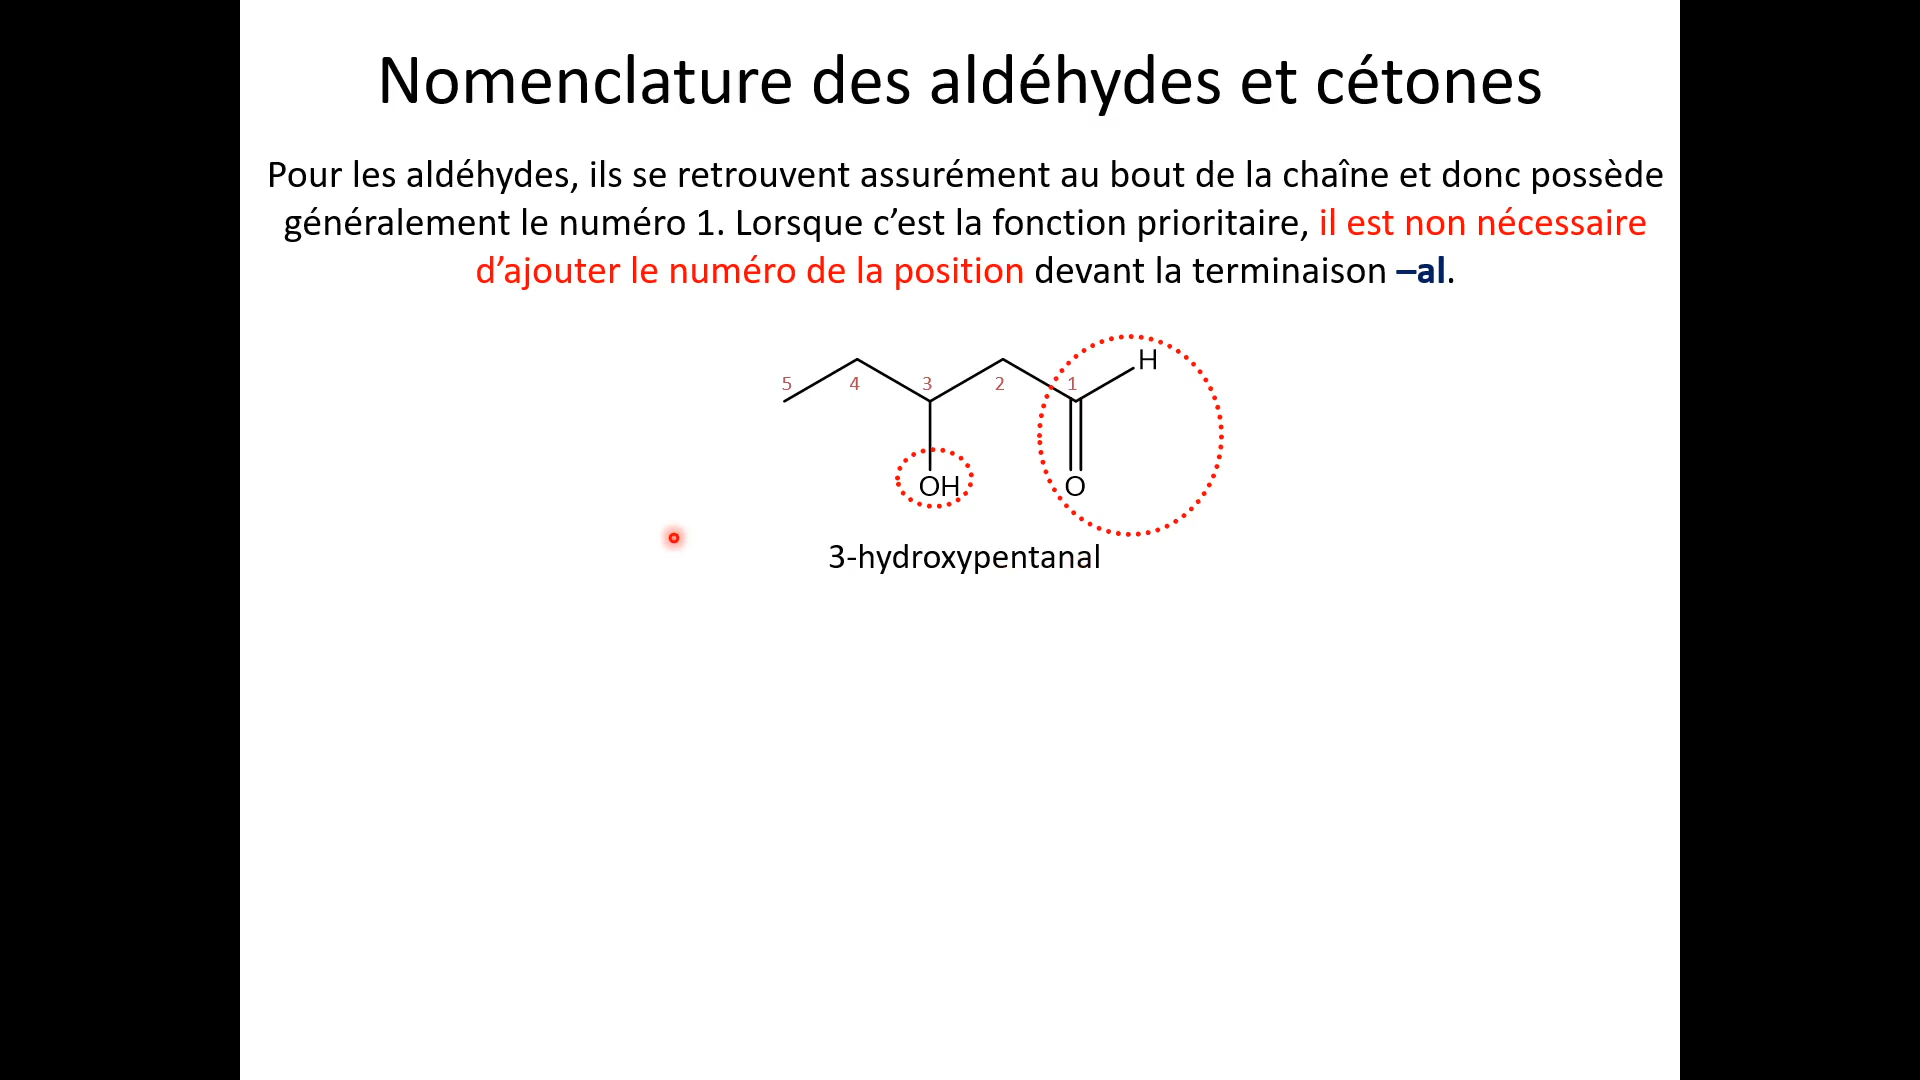 Nomenclature des aldéhydes et cétones
Pour les aldéhydes, ils se retrouvent assurément au bout de la chaîne et donc possède
généralement le numéro 1. Lorsque c’est la fonction prioritaire, il est non nécessaire
d’ajouter le numéro de la position devant la terminaison –al.
H
5 4 3 2 1
OH O
3-hydroxypentanal